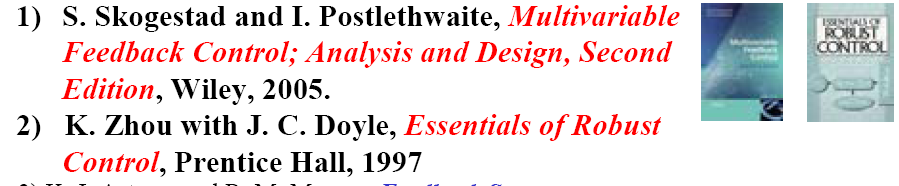 1) S. Skogestad and I. Postlethwaite, Multivariable
Feedback Control; Analysis and Design, Second
Edition, Wiley, 2005.
2) K. Zhou with J. C. Doyle, Essentials of Robust
Control, Prentice Hall, 1997
Multivariable
Feedback
Control
ESSENTIALS OF
ROBUST
CONTROL